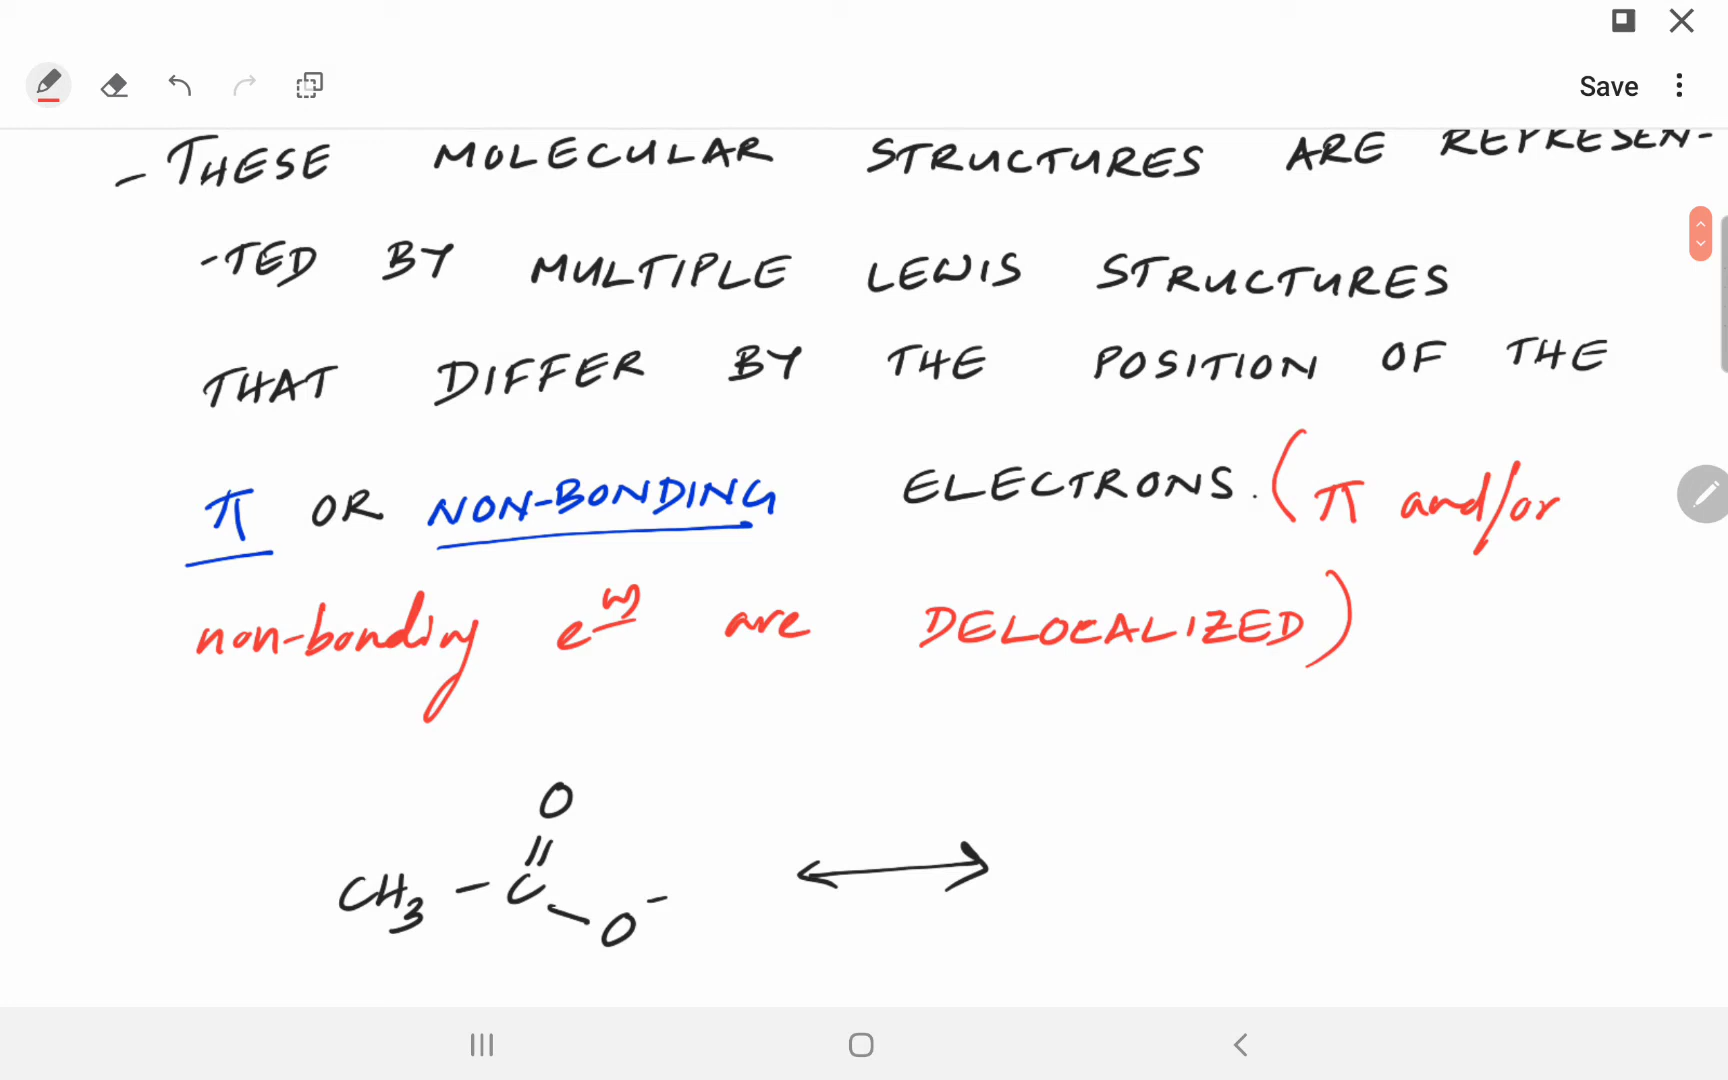 Save
- THESE MOLECULAR STRUCTURES ARE REPRESEN-
-TED BY MULTIPLE LEWIS STRUCTURES
THAT DIFFER BY THE POSITION OF THE
π OR NON-BONDING ELECTRONS. (π and/or
non-bonding e are DELOCALIZED)
O
||
CH₃ - C - O⁻ ⟷